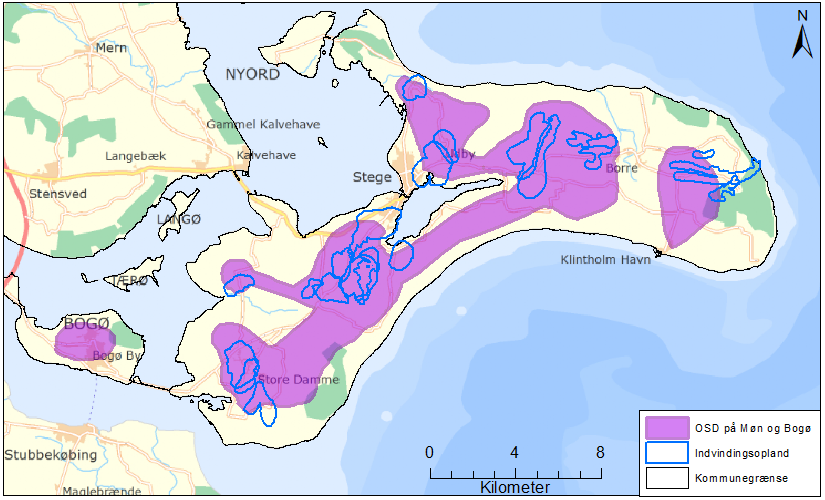 N
Mern
NYORD
Gammel Kalvehave
Kalvehave
Langebæk
Stege
Borre
Stensved
LANGØ
Klintholm Havn
TÆRØ
BOGØ
Bogø By
Store Damme
Stubbekøbing
Maglebrænde
OSD på Møn og Bogø
Indvindingsopland
Kommunegrænse
0 4 8
Kilometer